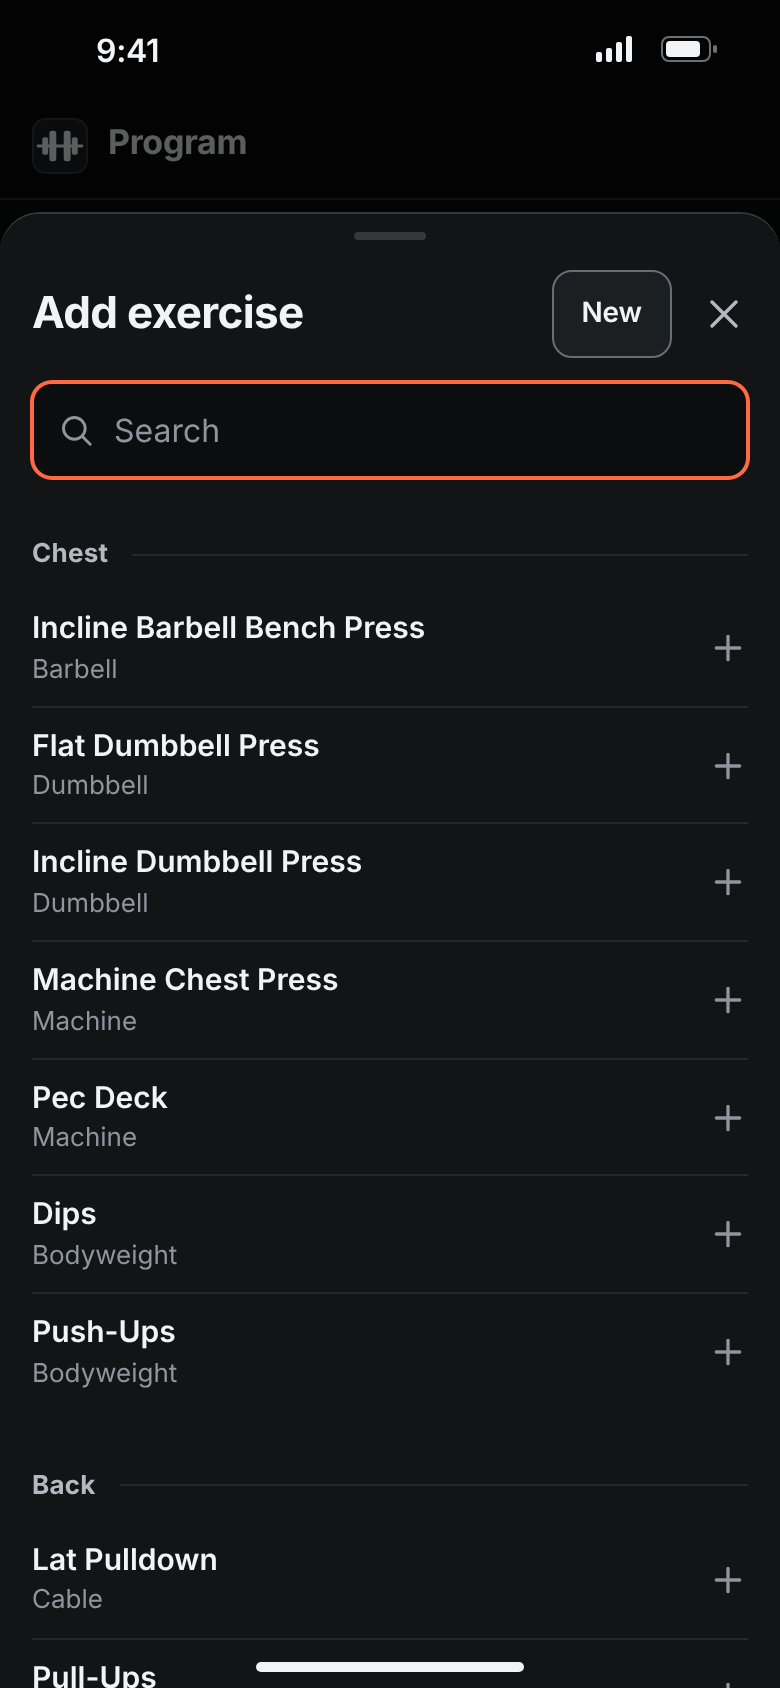 9:41
Program
Add exercise
New
Search
Chest
Incline Barbell Bench Press
Barbell
Flat Dumbbell Press
Dumbbell
Incline Dumbbell Press
Dumbbell
Machine Chest Press
Machine
Pec Deck
Machine
Dips
Bodyweight
Push-Ups
Bodyweight
Back
Lat Pulldown
Cable
Pull-Ups